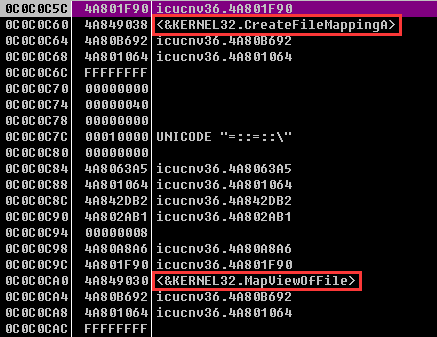 0C0C0C5C 4A801F90 icucnv36.4A801F90
0C0C0C60 4A849038 <&KERNEL32.CreateFileMappingA>
0C0C0C64 4A80B692 icucnv36.4A80B692
0C0C0C68 4A801064 icucnv36.4A801064
0C0C0C6C FFFFFFFF
0C0C0C70 00000000
0C0C0C74 00000040
0C0C0C78 00000000
0C0C0C7C 00010000 UNICODE "=::=::\"
0C0C0C80 00000000
0C0C0C84 4A8063A5 icucnv36.4A8063A5
0C0C0C88 4A801064 icucnv36.4A801064
0C0C0C8C 4A842DB2 icucnv36.4A842DB2
0C0C0C90 4A802AB1 icucnv36.4A802AB1
0C0C0C94 00000008
0C0C0C98 4A80A8A6 icucnv36.4A80A8A6
0C0C0C9C 4A801F90 icucnv36.4A801F90
0C0C0CA0 4A849030 <&KERNEL32.MapViewOfFile>
0C0C0CA4 4A80B692 icucnv36.4A80B692
0C0C0CA8 4A801064 icucnv36.4A801064
0C0C0CAC FFFFFFFF